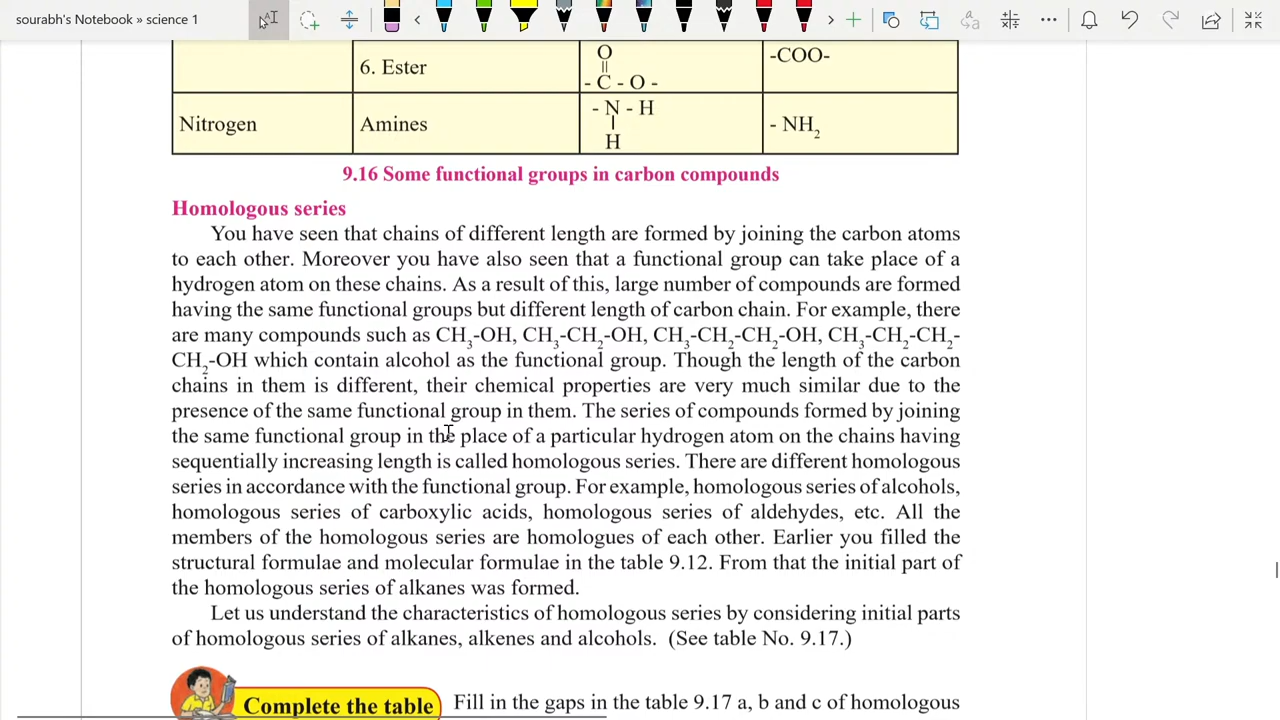 sourabh's Notebook » science 1
6. Ester
O
||
- C - O -
-COO-
Nitrogen
Amines
- N - H
|
H
- NH₂
9.16 Some functional groups in carbon compounds
Homologous series
You have seen that chains of different length are formed by joining the carbon atoms
to each other. Moreover you have also seen that a functional group can take place of a
hydrogen atom on these chains. As a result of this, large number of compounds are formed
having the same functional groups but different length of carbon chain. For example, there
are many compounds such as CH₃-OH, CH₃-CH₂-OH, CH₃-CH₂-CH₂-OH, CH₃-CH₂-CH₂-
CH₂-OH which contain alcohol as the functional group. Though the length of the carbon
chains in them is different, their chemical properties are very much similar due to the
presence of the same functional group in them. The series of compounds formed by joining
the same functional group in the place of a particular hydrogen atom on the chains having
sequentially increasing length is called homologous series. There are different homologous
series in accordance with the functional group. For example, homologous series of alcohols,
homologous series of carboxylic acids, homologous series of aldehydes, etc. All the
members of the homologous series are homologues of each other. Earlier you filled the
structural formulae and molecular formulae in the table 9.12. From that the initial part of
the homologous series of alkanes was formed.
Let us understand the characteristics of homologous series by considering initial parts
of homologous series of alkanes, alkenes and alcohols. (See table No. 9.17.)
Complete the table
Fill in the gaps in the table 9.17 a, b and c of homologous